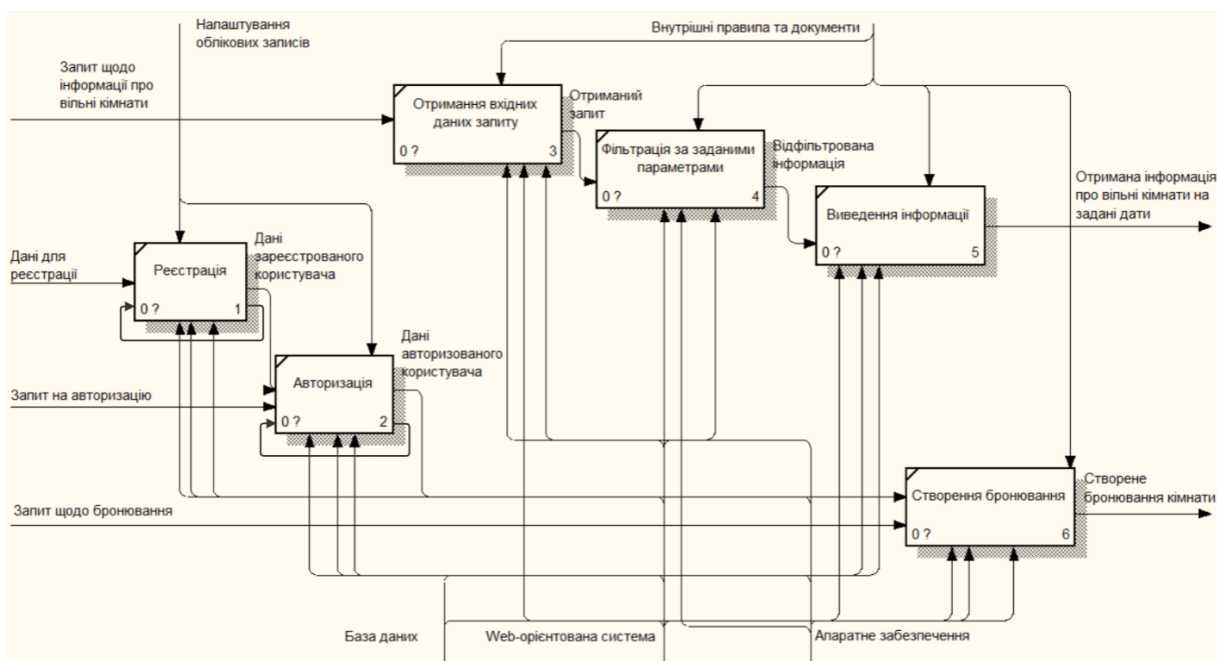 Налаштування
облікових записів
Внутрішні правила та документи
Запит щодо
інформації про
вільні кімнати
Отримання вхідних
даних запиту
0 ?
3
Отриманий
запит
Фільтрація за заданими
параметрами
0 ?
4
Відфільтрована
інформація
Виведення інформації
0 ?
5
Отримана інформація
про вільні кімнати на
задані дати
Дані для
реєстрації
Реєстрація
0 ?
1
Дані
зареєстрованого
користувача
Авторизація
0 ?
2
Дані
авторизованого
користувача
Запит на авторизацію
Запит щодо бронювання
Створення бронювання
0 ?
6
Створене
бронювання кімнати
База даних
Web-орієнтована система
Апаратне забезпечення